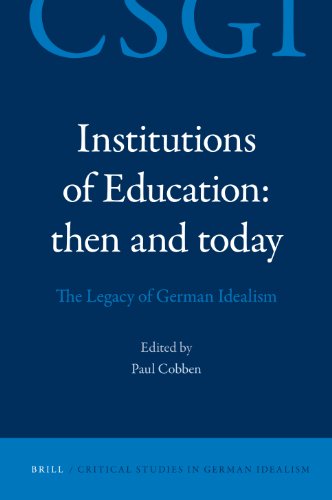 CSGI
Institutions
of Education:
then and today
The Legacy of German Idealism
Edited by
Paul Cobben
BRILL / CRITICAL STUDIES IN GERMAN IDEALISM